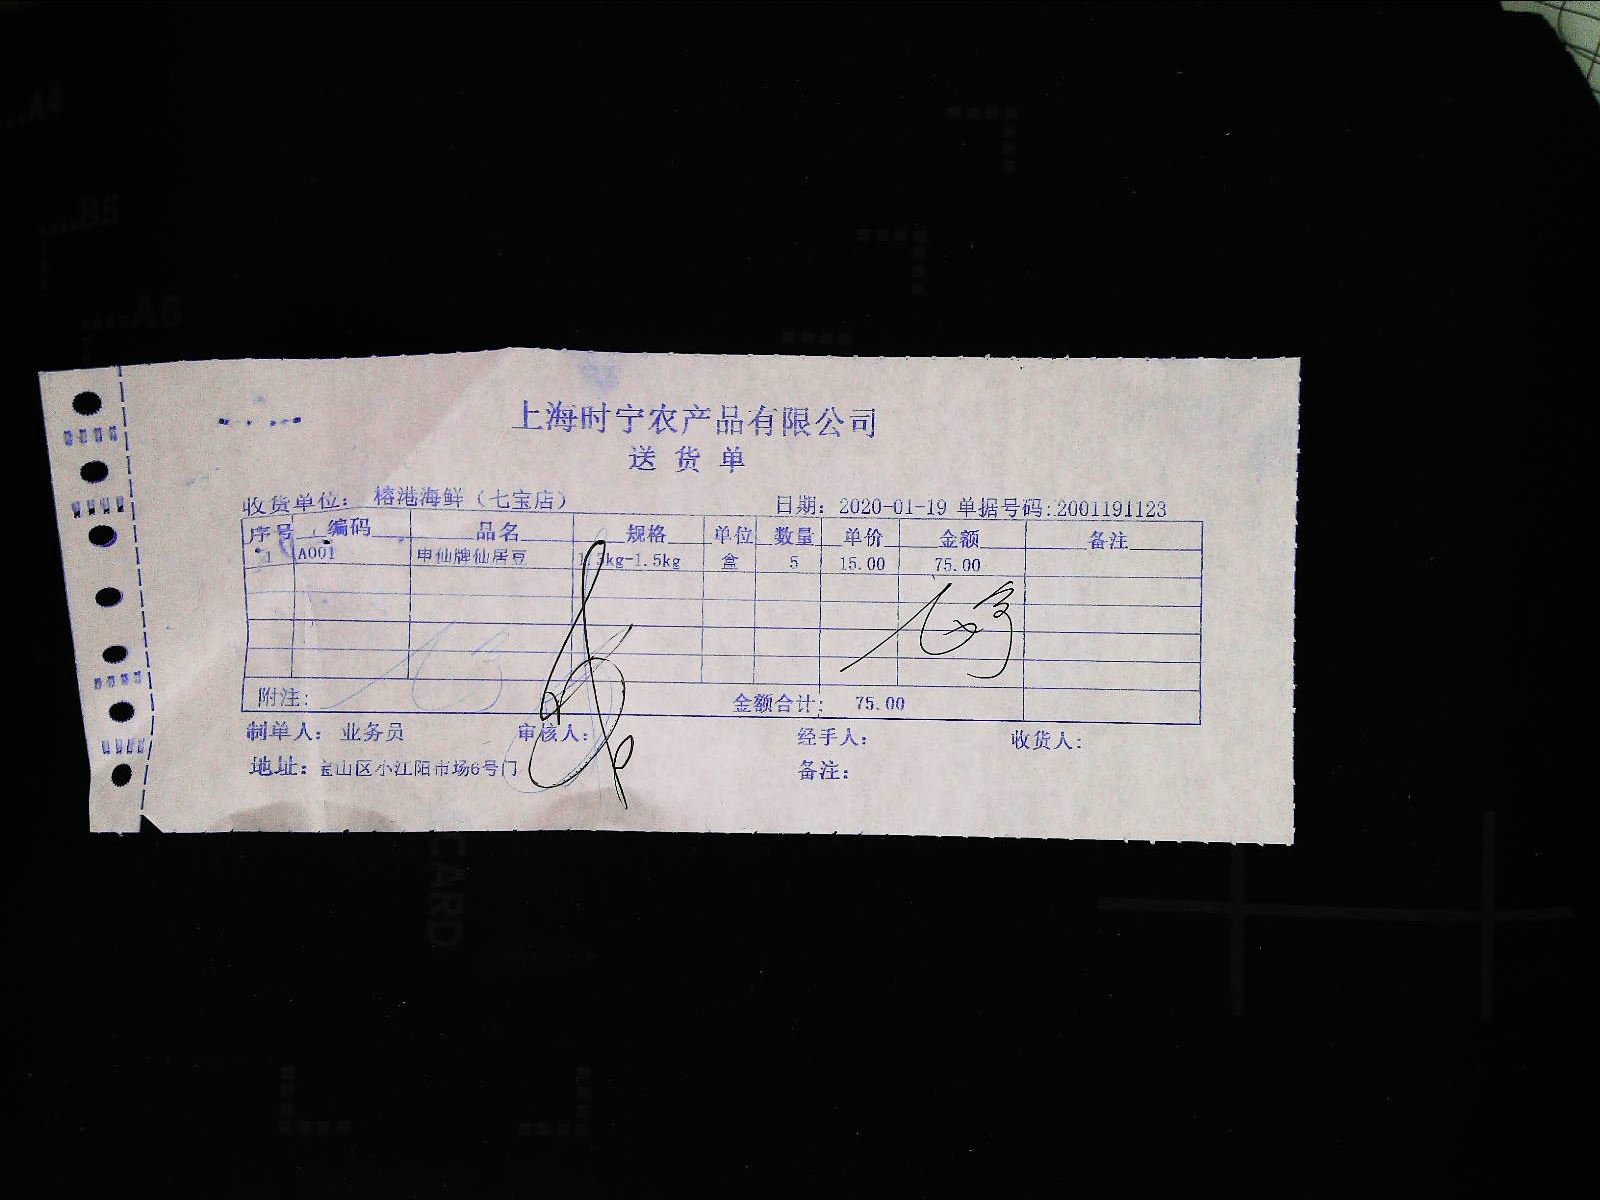 上海时宁农产品有限公司
送货单
收货单位: 榕港海鲜（七宝店） 日期: 2020-01-19 单据号码:2001191123
序号 编码 品名 规格 单位 数量 单价 金额 备注
1 A001 申仙牌仙居豆 kg-1.5kg 盒 5 15.00 75.00
附注: 金额合计: 75.00
制单人: 业务员 审核人: 经手人: 收货人:
地址: 宝山区小江阳市场6号门 备注:
A4
B5
A5
CARD